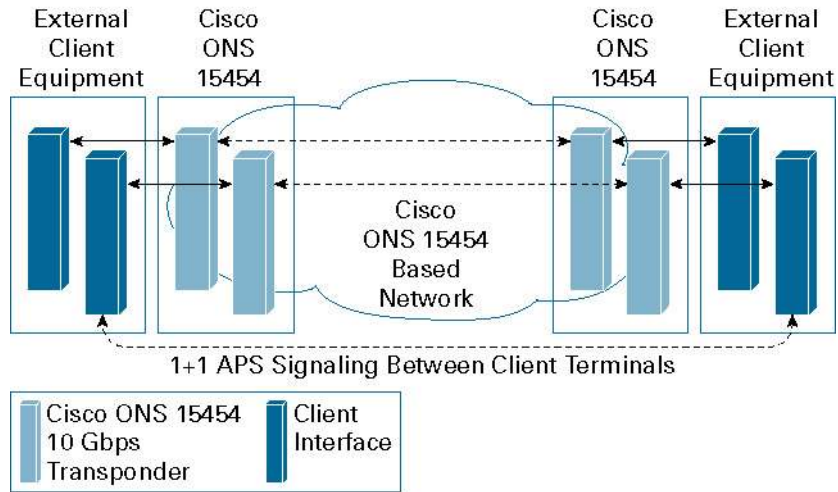 External
Client
Equipment
Cisco
ONS
15454
Cisco
ONS
15454
External
Client
Equipment
Cisco
ONS 15454
Based
Network
1+1 APS Signaling Between Client Terminals
Cisco ONS 15454
10 Gbps
Transponder
Client
Interface